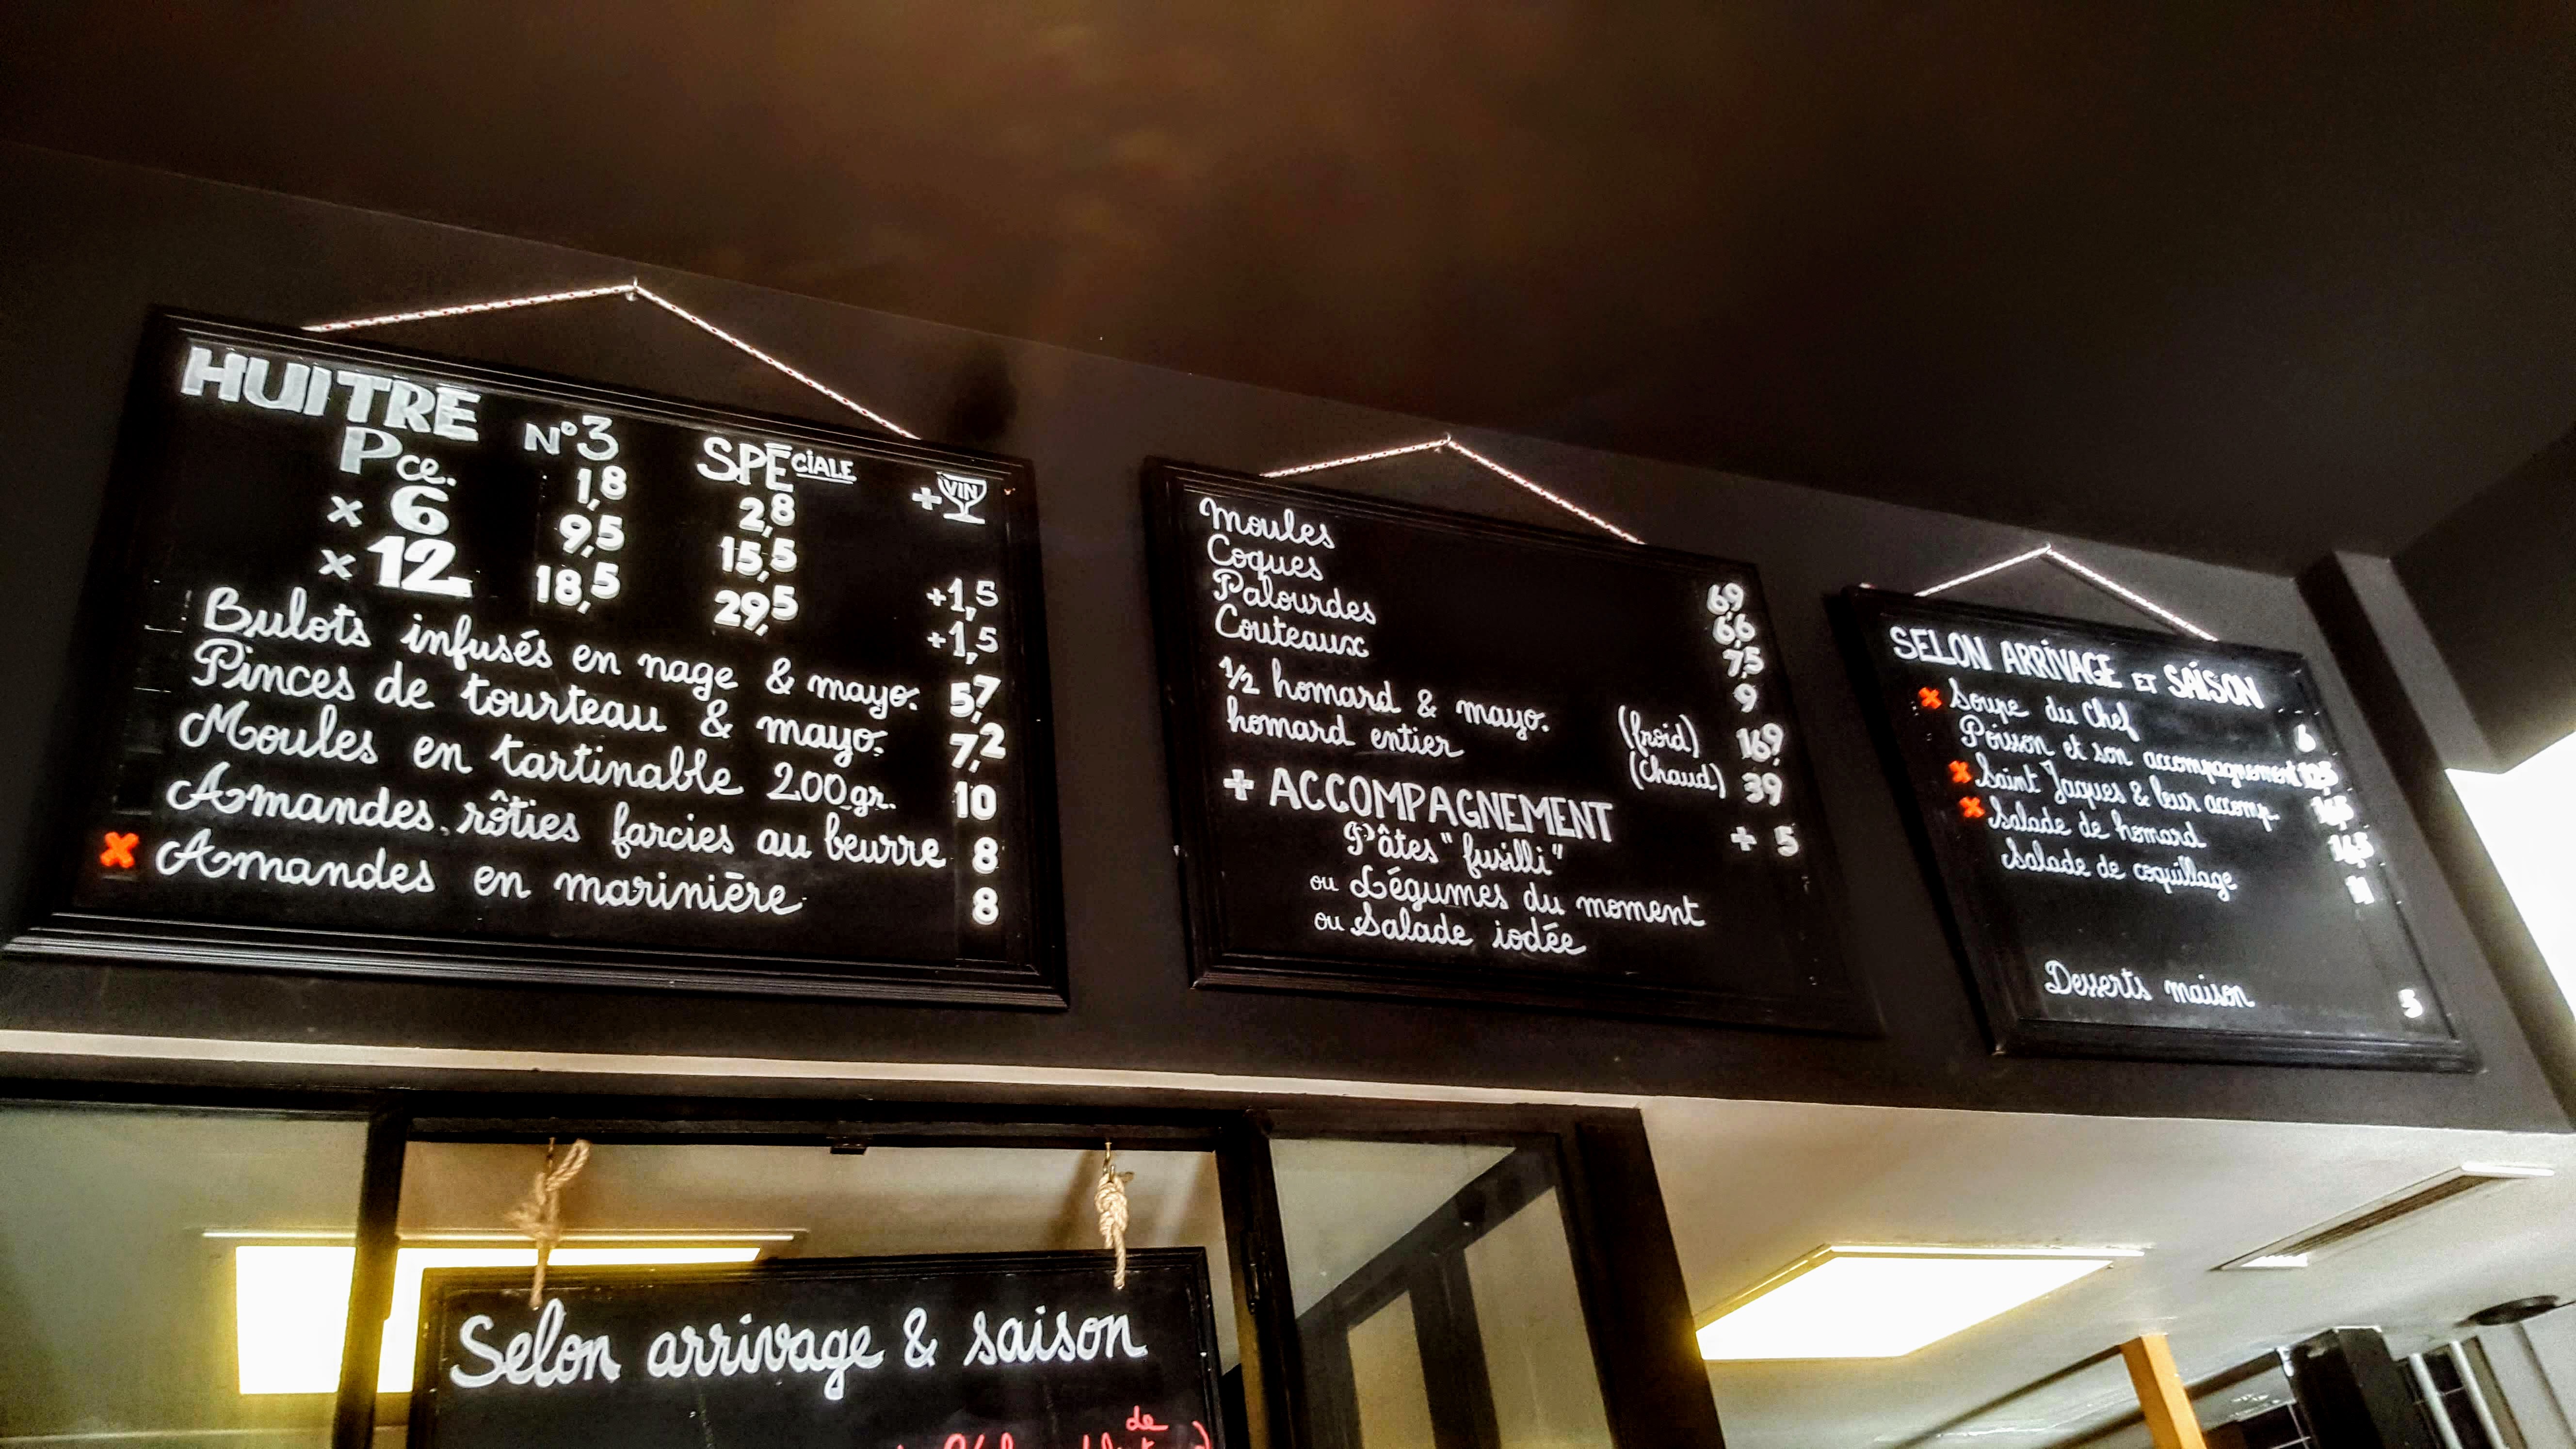 HUITRE N°3 SPÉCIALE + VIN
Pce. 1,8 2,8
x 6 9,5 15,5 +1,5
x 12 18,5 29,5 +1,5
Bulots infusés en nage & mayo. 5,7
Pinces de tourteau & mayo. 7,2
Moules en tartinable 200gr. 10
Amandes rôties farcies au beurre 8
x Amandes en marinière 8
Moules 6,9
Coques 6,6
Palourdes 7,5
Couteaux 9
1/2 homard & mayo. (froid) 16,9
homard entier (chaud) 39
+ ACCOMPAGNEMENT + 5
Pâtes "fusilli"
ou Légumes du moment
ou Salade iodée
SELON ARRIVAGE ET SAISON
x Soupe du Chef 6
Poisson et son accompagnement
x Saint Jaques & leur accomp.
x Salade de homard
Salade de coquillage 11
Desserts maison 5
Selon arrivage & saison
de